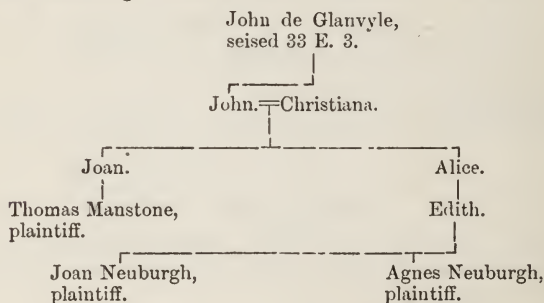 John de Glanvyle,
seised 33 E. 3.
John.╤Christiana.
Joan.
Alice.
Thomas Manstone,
plaintiff.
Edith.
Joan Neuburgh,
plaintiff.
Agnes Neuburgh,
plaintiff.